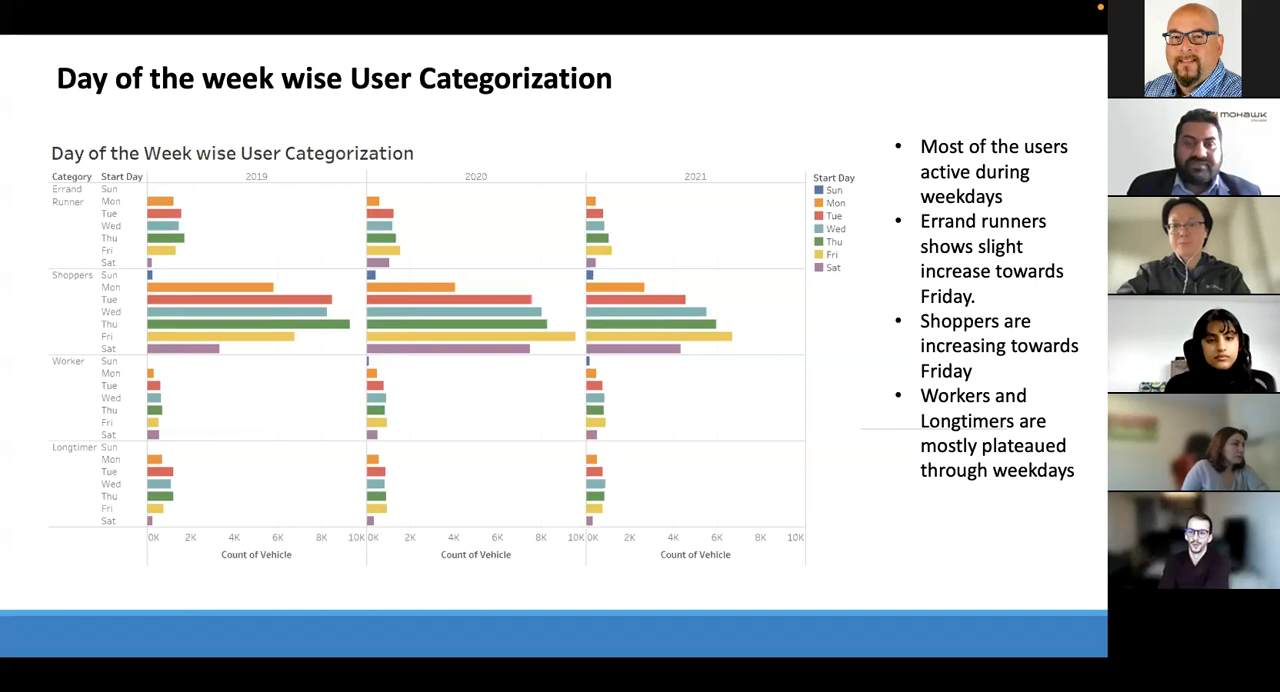 Day of the week wise User Categorization
Day of the Week wise User Categorization
Category Start Day 2019 2020 2021
Errand Runner
Sun
Mon
Tue
Wed
Thu
Fri
Sat
Shoppers
Sun
Mon
Tue
Wed
Thu
Fri
Sat
Worker
Sun
Mon
Tue
Wed
Thu
Fri
Sat
Longtimer
Sun
Mon
Tue
Wed
Thu
Fri
Sat
0K 2K 4K 6K 8K 10K 0K 2K 4K 6K 8K 10K 0K 2K 4K 6K 8K 10K
Count of Vehicle Count of Vehicle Count of Vehicle
Start Day
Sun
Mon
Tue
Wed
Thu
Fri
Sat
• Most of the users
active during
weekdays
• Errand runners
shows slight
increase towards
Friday.
• Shoppers are
increasing towards
Friday
• Workers and
Longtimers are
mostly plateaued
through weekdays
mohawk
COLLEGE